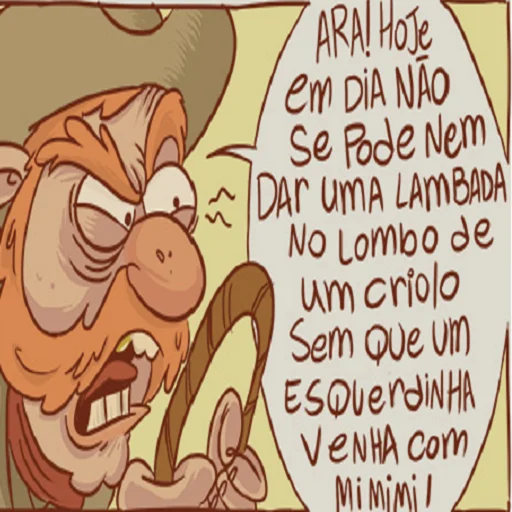 ARA! HOJE
em DIA NÃO
Se Pode Nem
DAr UMA LAMBADA
NO LOMBO de
um criolo
Sem QUE UM
ESQUerdiNHA
VeNHA com
Mimimi!